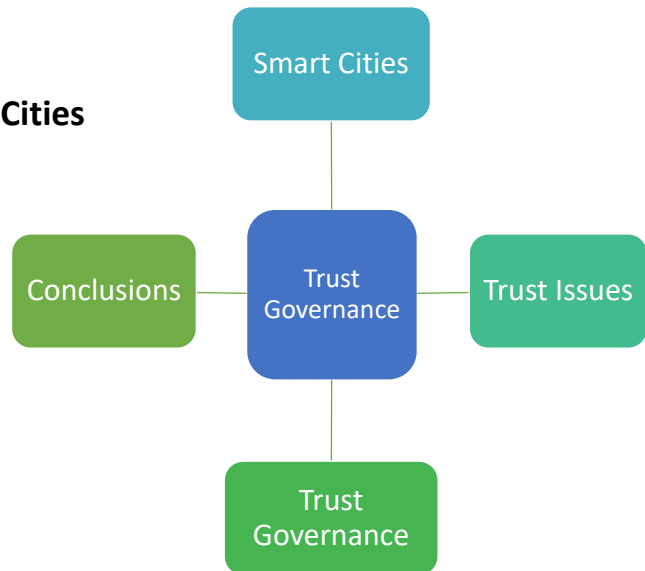 Smart Cities
Cities
Conclusions
Trust
Governance
Trust Issues
Trust
Governance